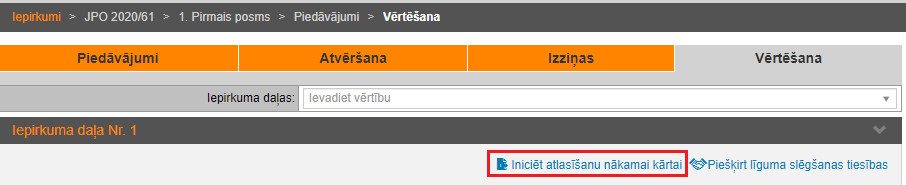 Iepirkumi > JPO 2020/61 > 1. Pirmais posms > Piedāvājumi > Vērtēšana
Piedāvājumi Atvēršana Izziņas Vērtēšana
Iepirkuma daļas: Ievadiet vērtību
Iepirkuma daļa Nr. 1
Iniciēt atlasīšanu nākamai kārtai Piešķirt līguma slēgšanas tiesības